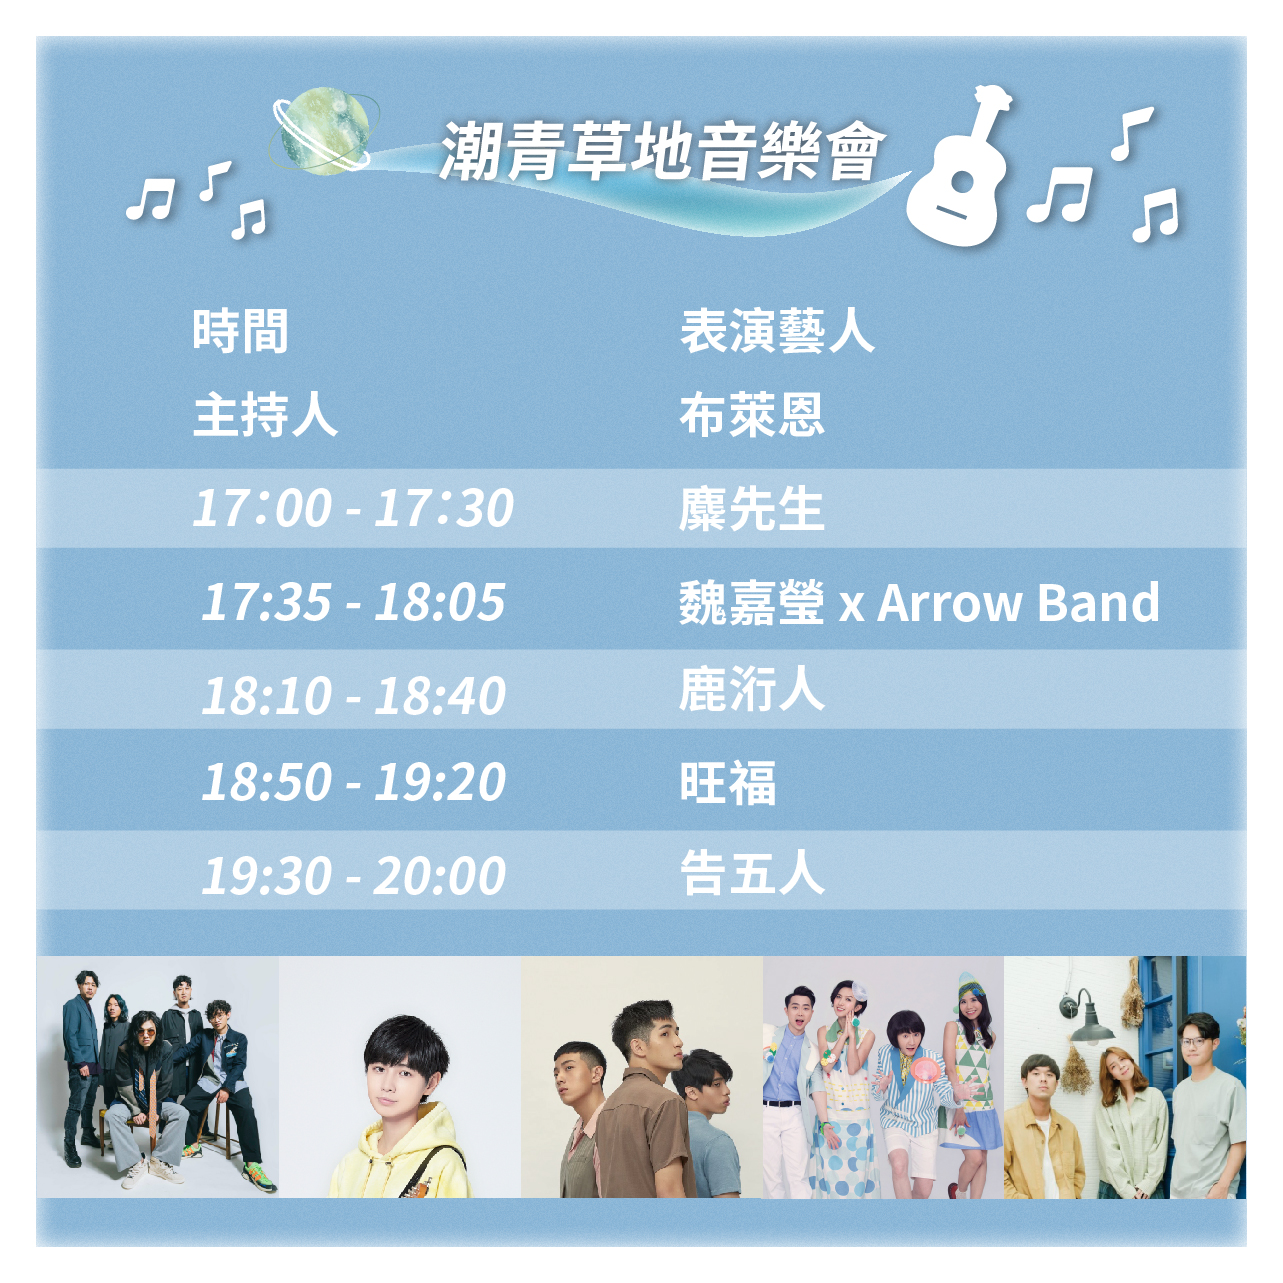 潮青草地音樂會
時間 表演藝人
主持人 布萊恩
17:00 - 17:30 麋先生
17:35 - 18:05 魏嘉瑩 x Arrow Band
18:10 - 18:40 鹿洐人
18:50 - 19:20 旺福
19:30 - 20:00 告五人